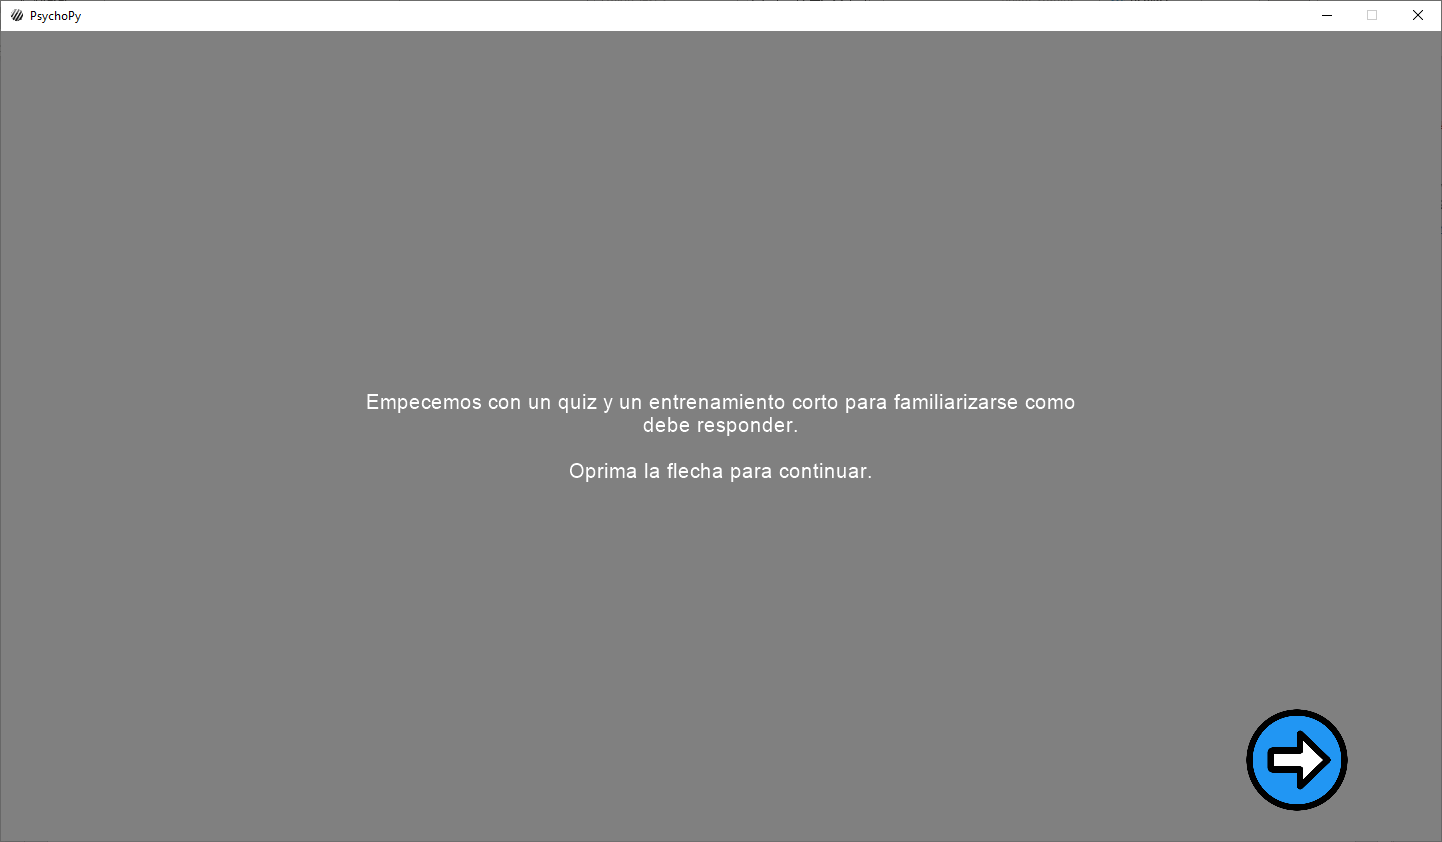 PsychoPy
Empecemos con un quiz y un entrenamiento corto para familiarizarse como
debe responder.
Oprima la flecha para continuar.